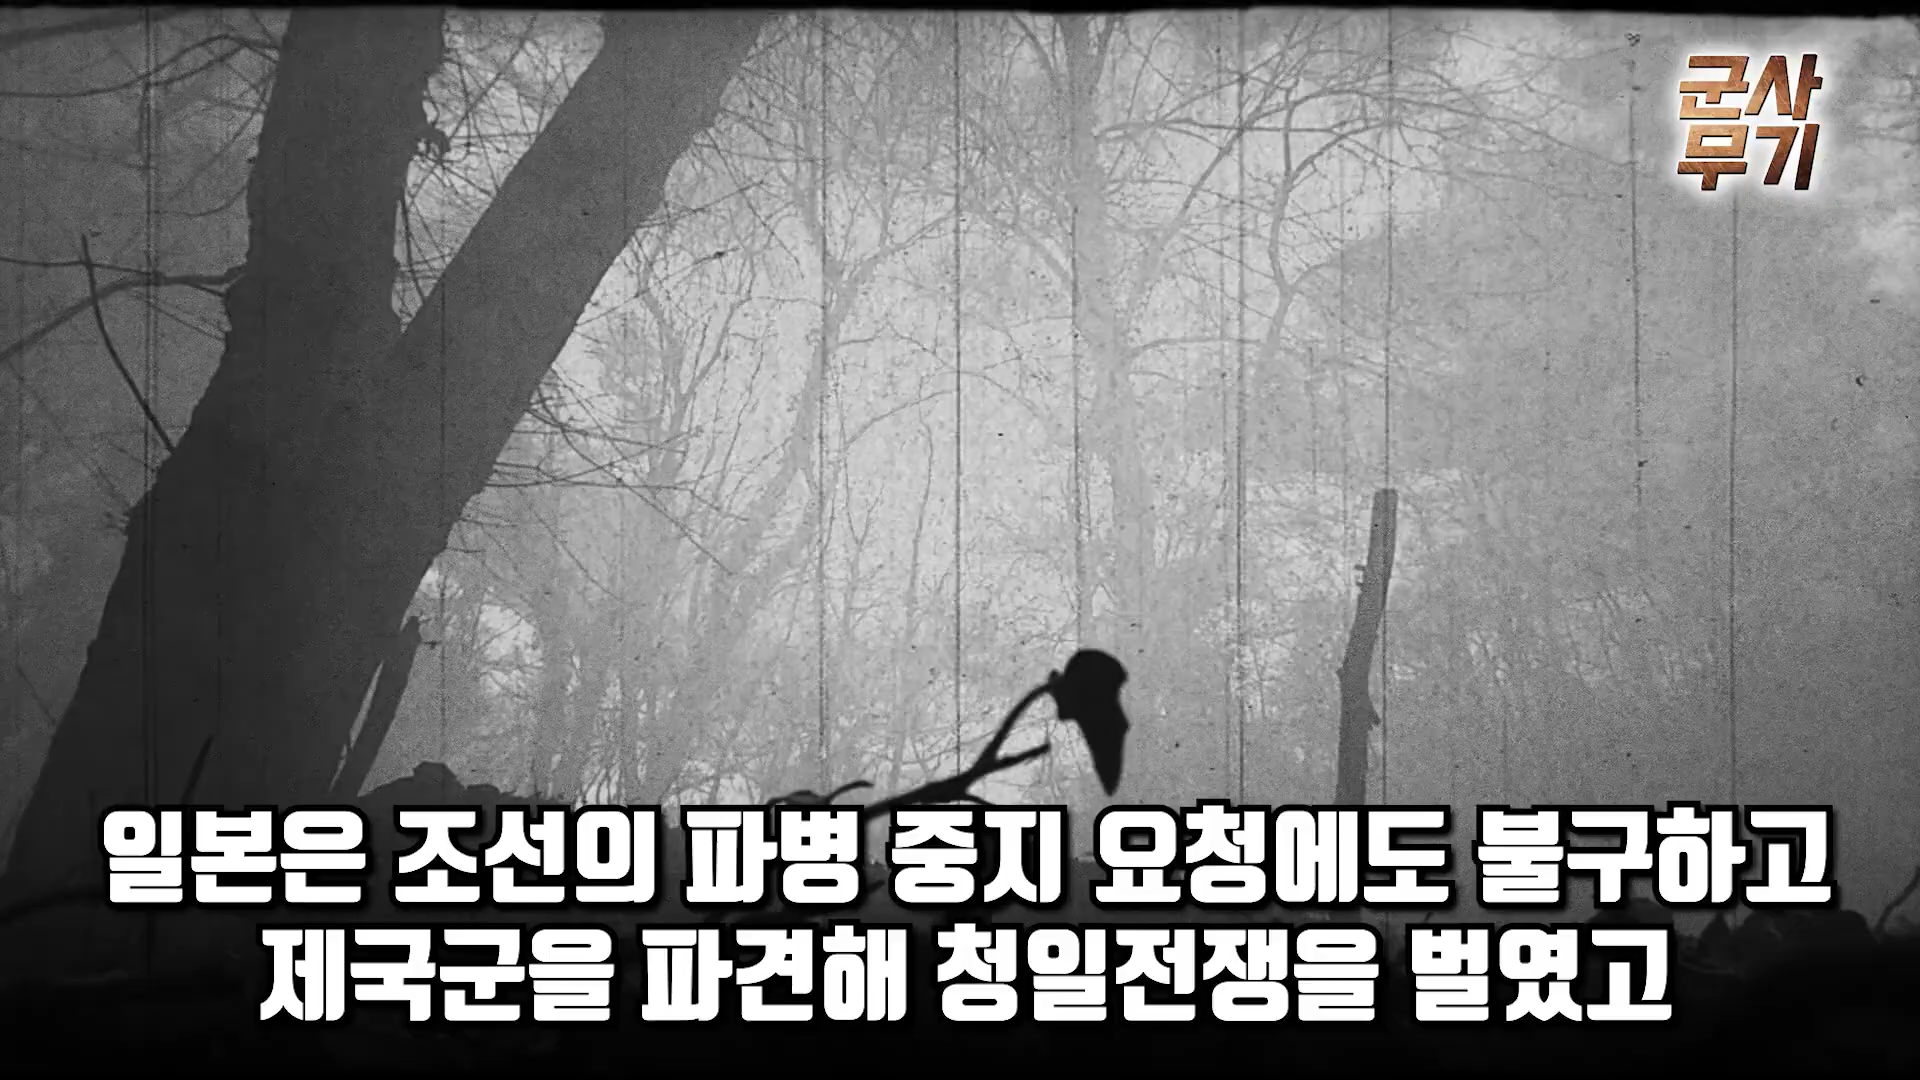 군사
무기
일본은 조선의 파병 중지 요청에도 불구하고
제국군을 파견해 청일전쟁을 벌였고